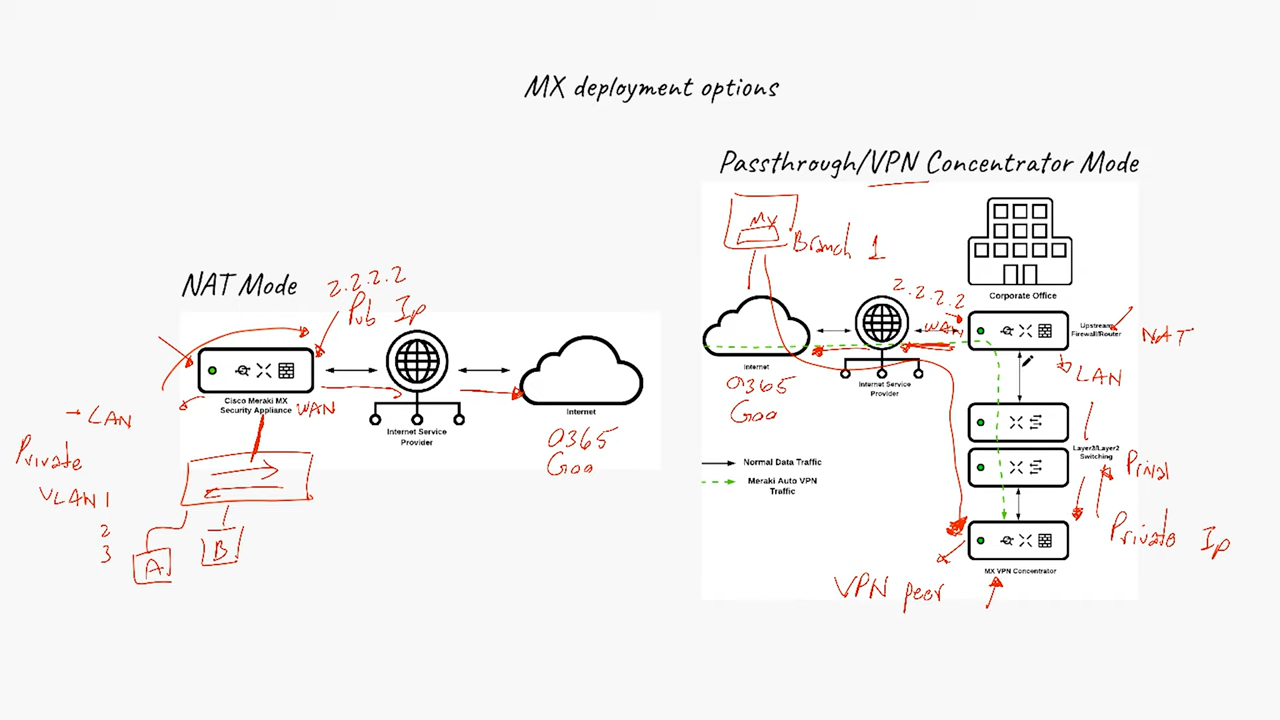 MX deployment options
NAT Mode
2.2.2.2
Pub Ip
Cisco Meraki MX
Security Appliance
WAN
Internet Service
Provider
Internet
O365
Goo
→ LAN
Private
VLAN 1
2
3
A
B
Passthrough/VPN Concentrator Mode
MX
Branch 1
Corporate Office
2.2.2.2
WAN
Upstream
Firewall/Router
NAT
Internet
Internet Service
Provider
LAN
O365
Goo
Layer3/Layer2
Switching
Normal Data Traffic
Meraki Auto VPN
Traffic
Private Ip
MX VPN Concentrator
VPN peer